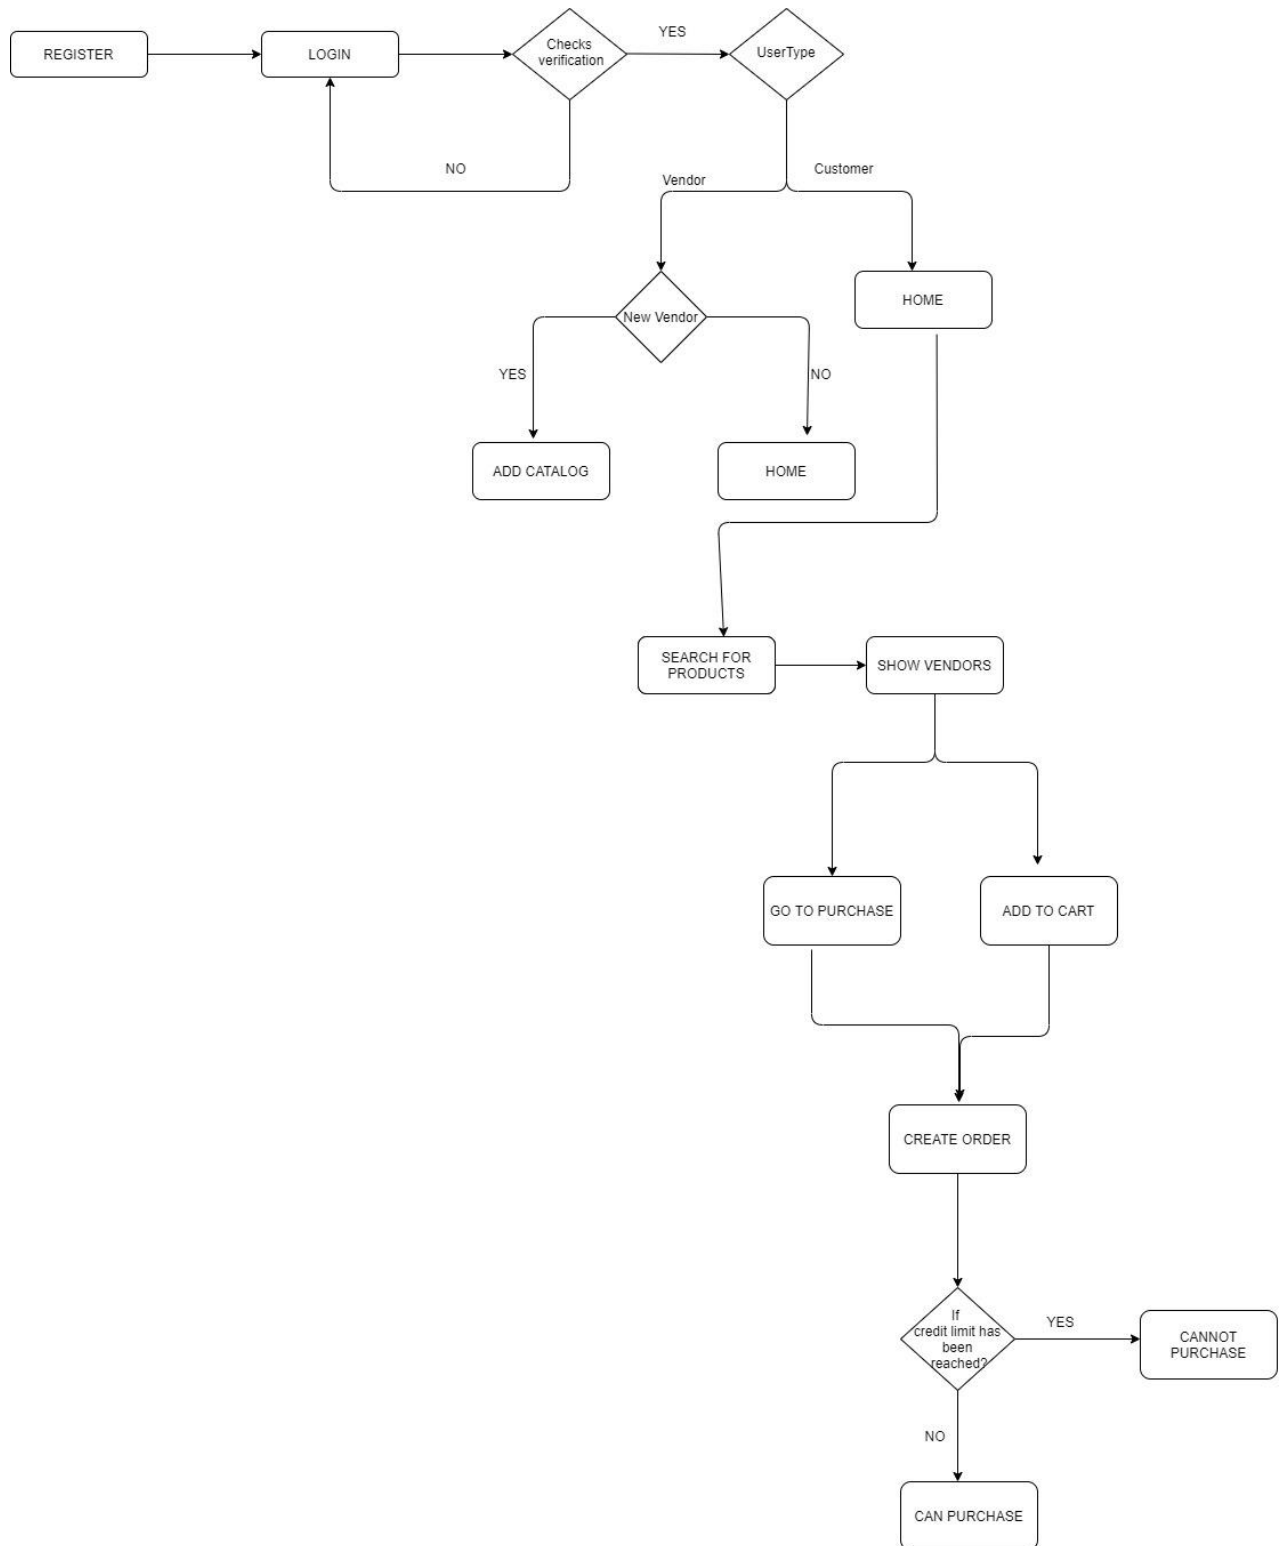 REGISTER
LOGIN
Checks
verification
YES
UserType
NO
Vendor
Customer
New Vendor
HOME
YES
NO
ADD CATALOG
HOME
SEARCH FOR
PRODUCTS
SHOW VENDORS
GO TO PURCHASE
ADD TO CART
CREATE ORDER
If
credit limit has
been
reached?
YES
CANNOT
PURCHASE
NO
CAN PURCHASE